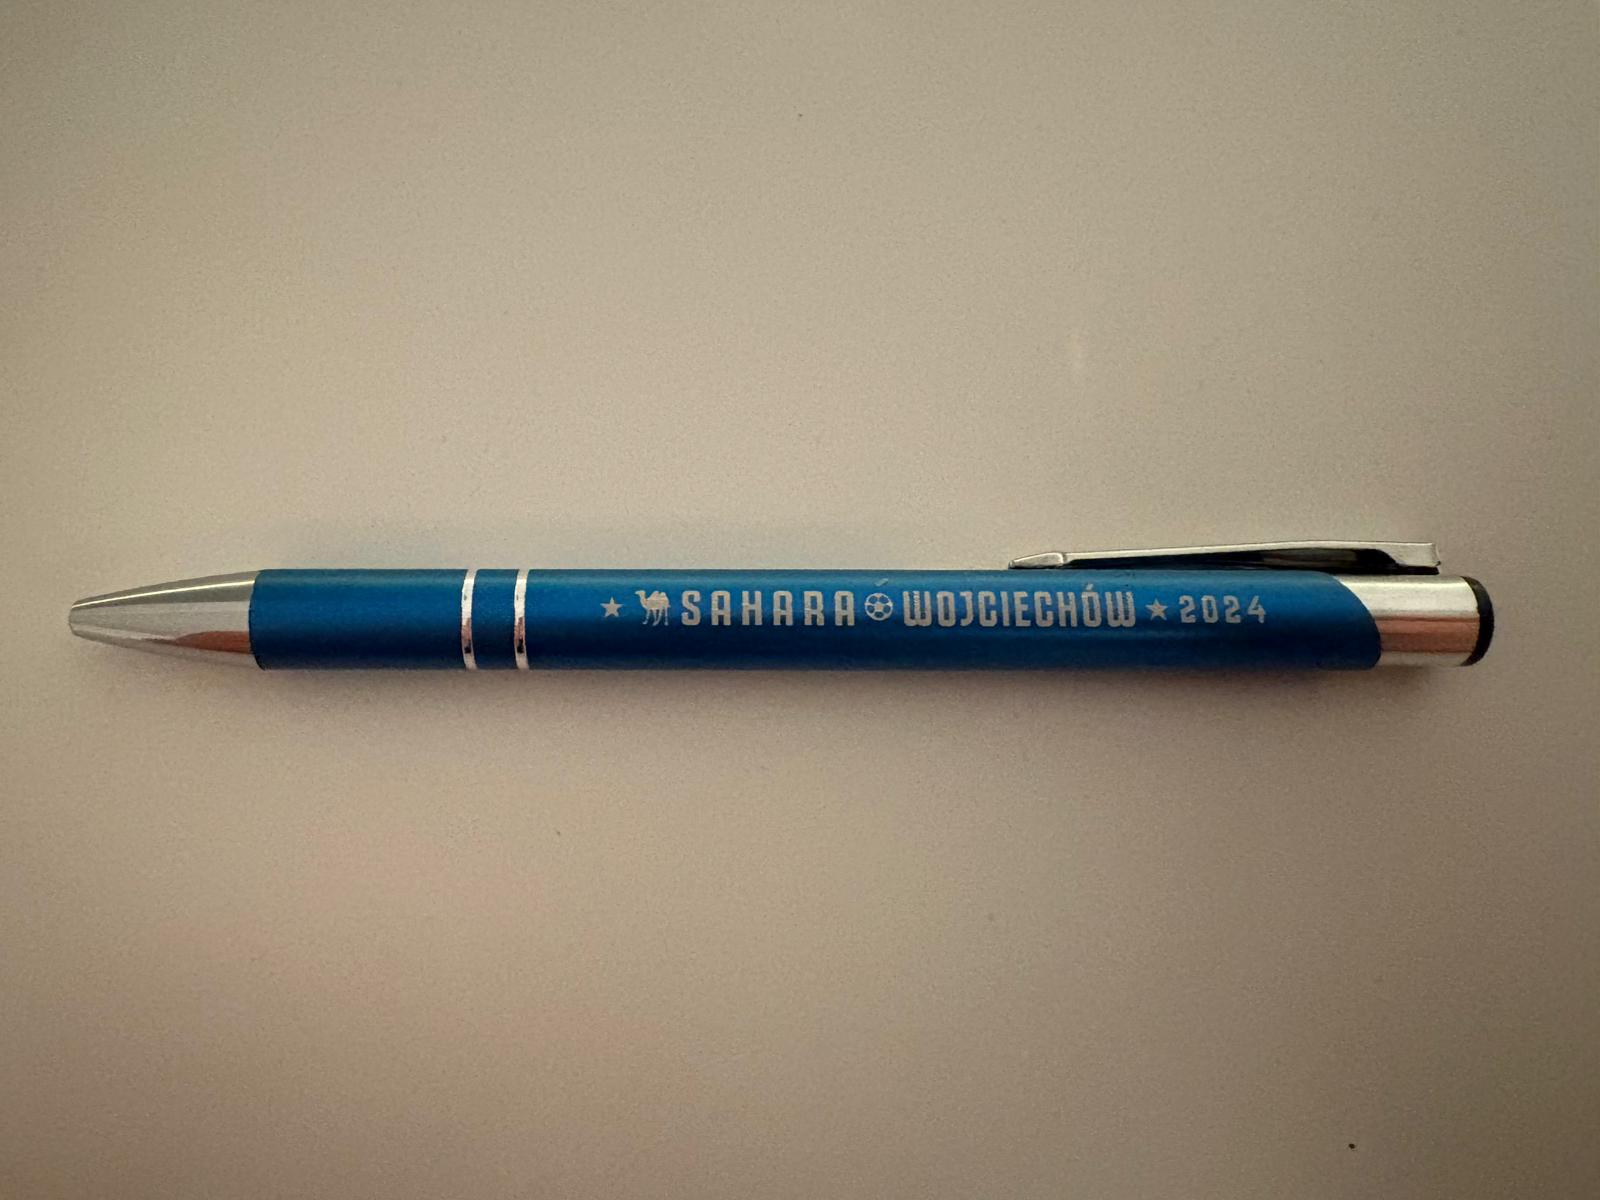 ★ SAHARA WOJCIECHÓW ★ 2024